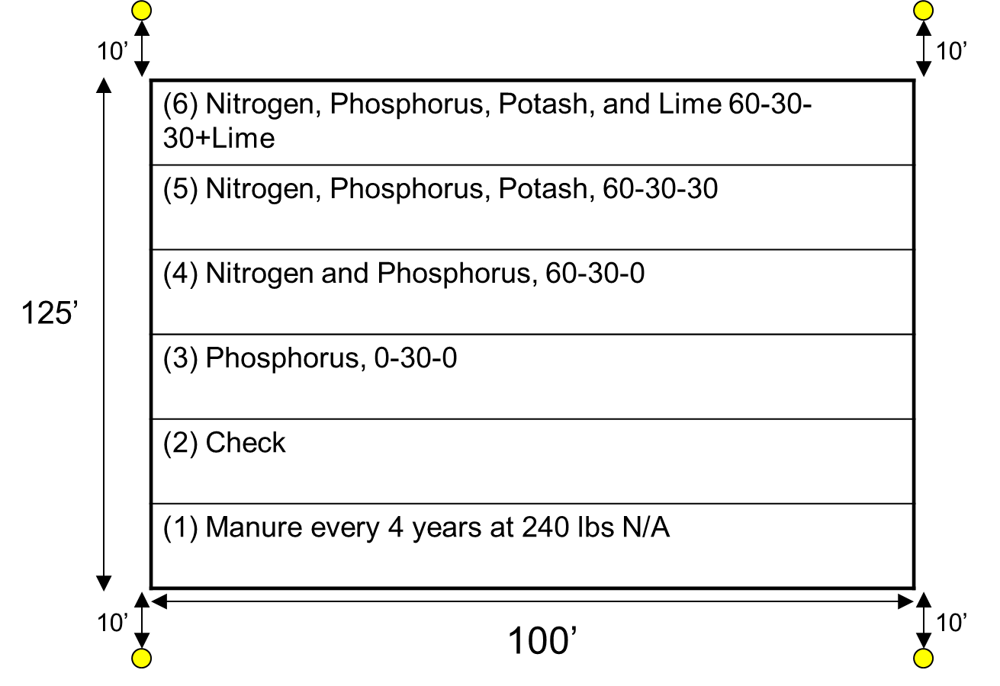 10’
10’
(6) Nitrogen, Phosphorus, Potash, and Lime 60-30-
30+Lime
(5) Nitrogen, Phosphorus, Potash, 60-30-30
(4) Nitrogen and Phosphorus, 60-30-0
125’
(3) Phosphorus, 0-30-0
(2) Check
(1) Manure every 4 years at 240 lbs N/A
10’
10’
100’